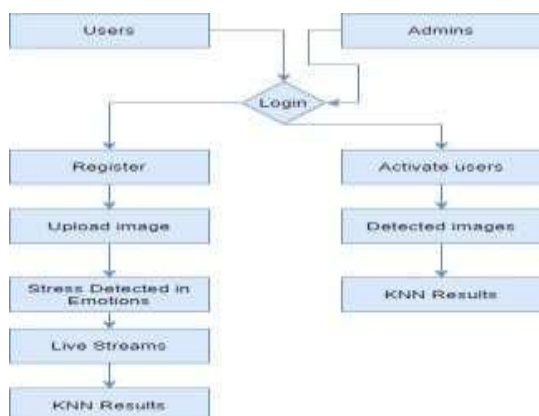 Users
Admins
Login
Register
Activate users
Upload image
Detected images
Stress Detected in
Emotions
KNN Results
Live Streams
KNN Results